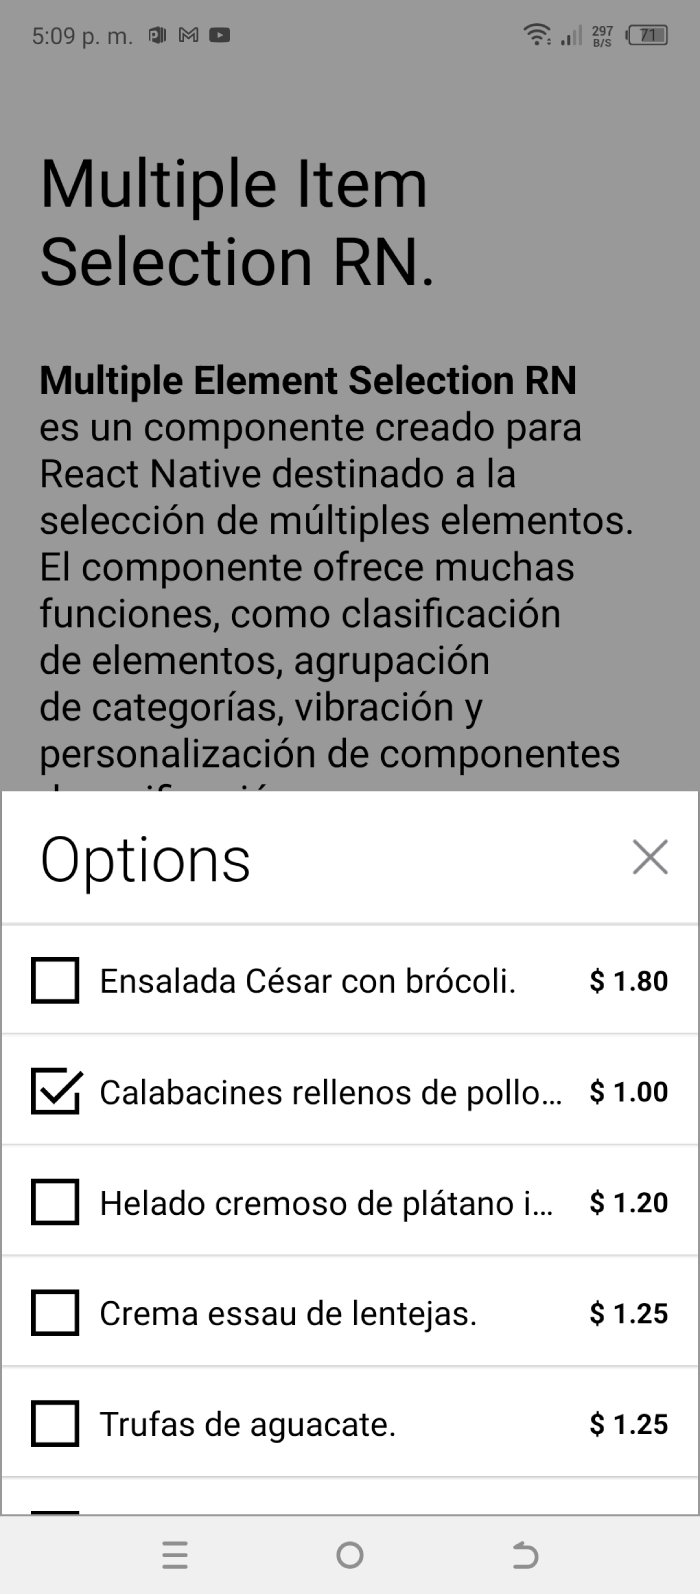 5:09 p. m.
297
B/S
71
Multiple Item
Selection RN.
Multiple Element Selection RN
es un componente creado para
React Native destinado a la
selección de múltiples elementos.
El componente ofrece muchas
funciones, como clasificación
de elementos, agrupación
de categorías, vibración y
personalización de componentes
Options
Ensalada César con brócoli. $ 1.80
Calabacines rellenos de pollo... $ 1.00
Helado cremoso de plátano i... $ 1.20
Crema essau de lentejas. $ 1.25
Trufas de aguacate. $ 1.25